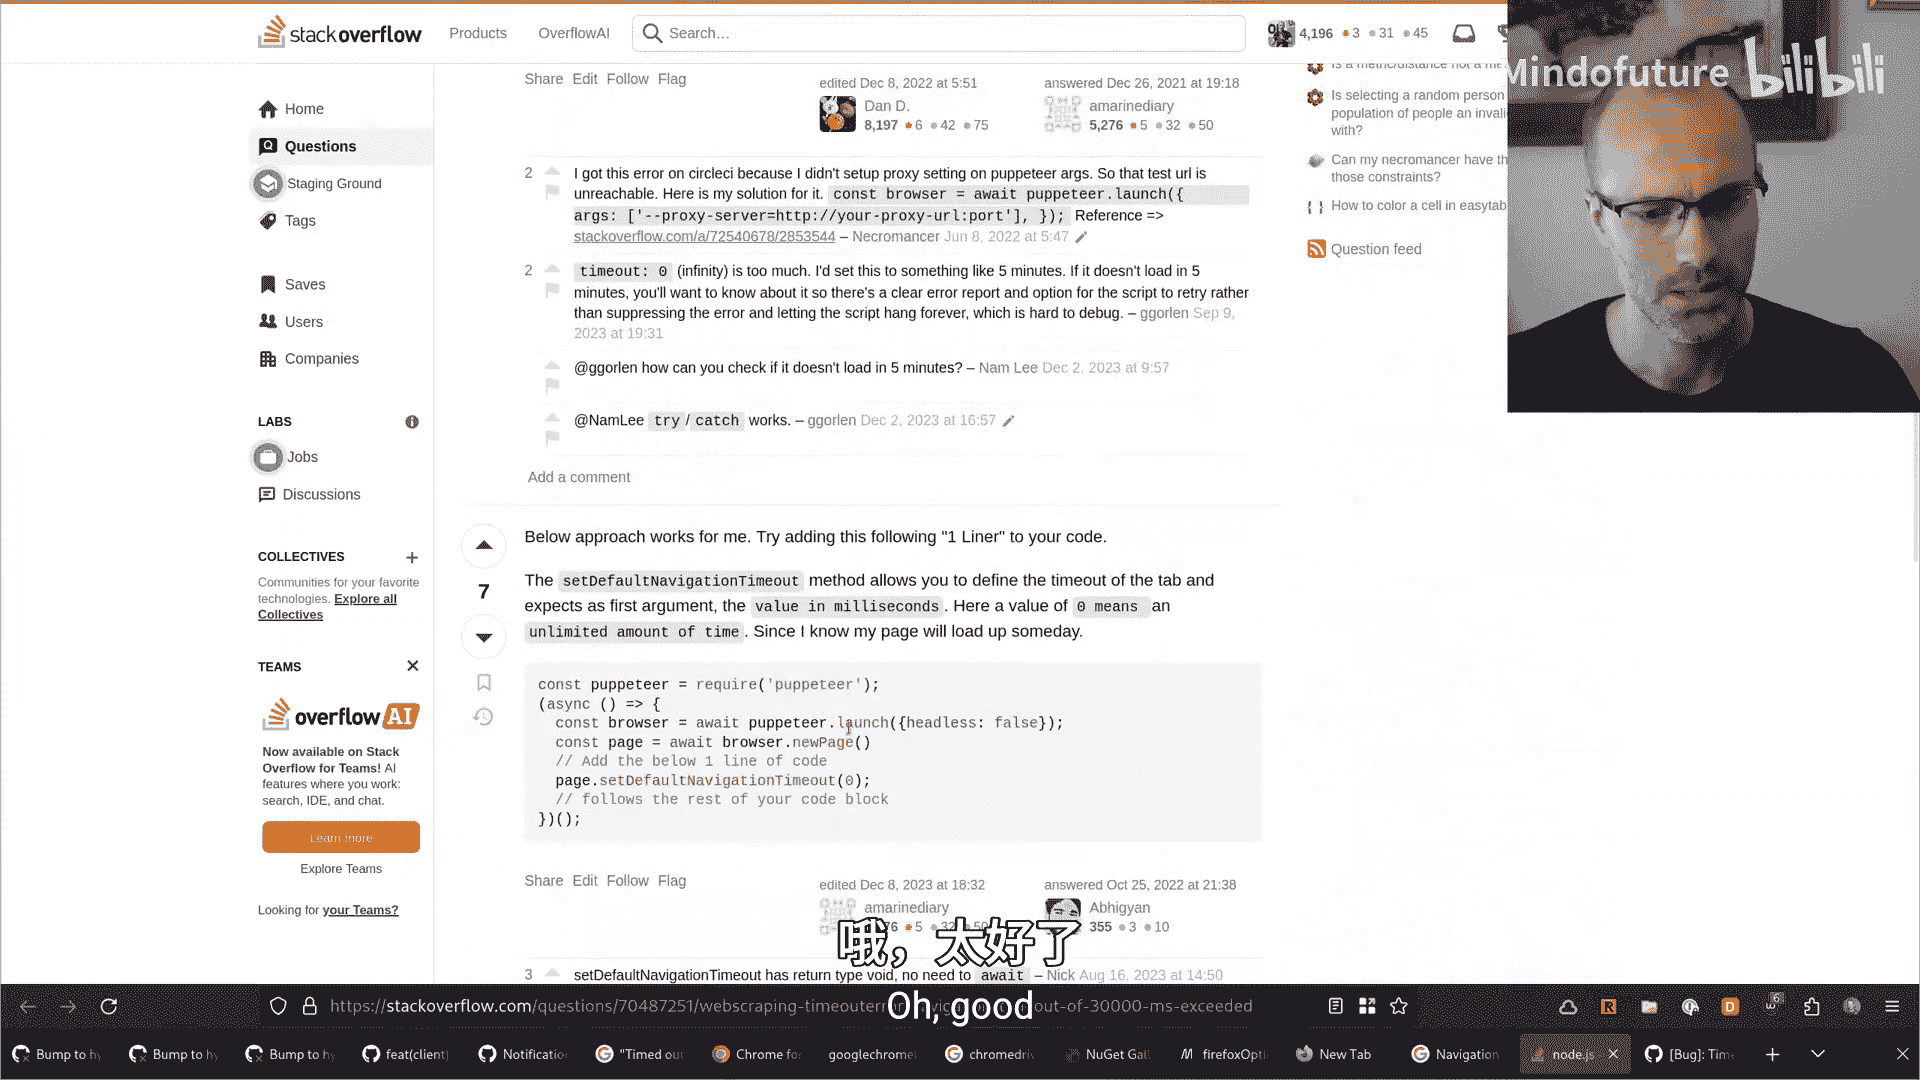 stackoverflow
Products
OverflowAI
Search…
4,196 3 31 45
Mindofuture bilibili
Home
Questions
Staging Ground
Tags
Saves
Users
Companies
LABS
Jobs
Discussions
COLLECTIVES
Communities for your favorite
technologies. Explore all
Collectives
TEAMS
overflow AI
Now available on Stack
Overflow for Teams! AI
features where you work:
search, IDE, and chat.
Learn more
Explore Teams
Looking for your Teams?
Share Edit Follow Flag
edited Dec 8, 2022 at 5:51
Dan D.
8,197 6 42 75
answered Dec 26, 2021 at 19:18
amarinediary
5,276 5 32 50
2 I got this error on circleci because I didn't setup proxy setting on puppeteer args. So that test url is
unreachable. Here is my solution for it. const browser = await puppeteer.launch({
args: ['--proxy-server=http://your-proxy-url:port'], }); Reference =>
stackoverflow.com/a/72540678/2853544 – Necromancer Jun 8, 2022 at 5:47
2 timeout: 0 (infinity) is too much. I'd set this to something like 5 minutes. If it doesn't load in 5
minutes, you'll want to know about it so there's a clear error report and option for the script to retry rather
than suppressing the error and letting the script hang forever, which is hard to debug. – ggorlen Sep 9,
2023 at 19:31
@ggorlen how can you check if it doesn't load in 5 minutes? – Nam Lee Dec 2, 2023 at 9:57
@NamLee try / catch works. – ggorlen Dec 2, 2023 at 16:57
Add a comment
7
Below approach works for me. Try adding this following "1 Liner" to your code.
The setDefaultNavigationTimeout method allows you to define the timeout of the tab and
expects as first argument, the value in milliseconds. Here a value of 0 means an
unlimited amount of time. Since I know my page will load up someday.
const puppeteer = require('puppeteer');
(async () => {
const browser = await puppeteer.launch({headless: false});
const page = await browser.newPage()
// Add the below 1 line of code
page.setDefaultNavigationTimeout(0);
// follows the rest of your code block
})();
Share Edit Follow Flag
edited Dec 8, 2023 at 18:32
amarinediary
76 5 32 50
answered Oct 25, 2022 at 21:38
Abhigyan
355 3 10
3 setDefaultNavigationTimeout has return type void, no need to await – Nick Aug 16, 2023 at 14:50
Is a metric/distance not a me
Is selecting a random person
population of people an invali
with?
Can my necromancer have th
those constraints?
How to color a cell in easytab
Question feed
哦，太好了
Oh, good
https://stackoverflow.com/questions/70487251/webscraping-timeouterr out-of-30000-ms-exceeded
6
Bump to hy
Bump to hy
Bump to hy
feat(client)
Notificatio
"Timed out
Chrome fo
googlechrome
chromedriv
NuGet Gall
firefoxOpti
New Tab
Navigation
node.js
[Bug]: Tim